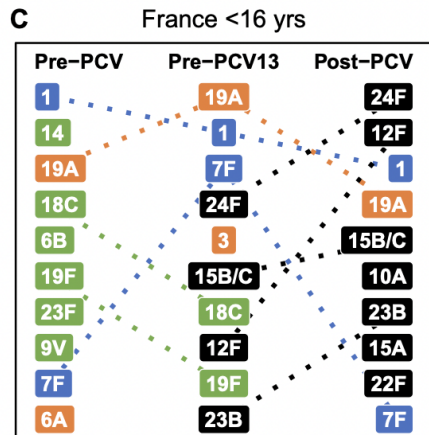 C France <16 yrs
Pre-PCV Pre-PCV13 Post-PCV
1 19A 24F
14 1 12F
19A 7F 1
18C 24F 19A
6B 3 15B/C
19F 15B/C 10A
23F 18C 23B
9V 12F 15A
7F 19F 22F
6A 23B 7F